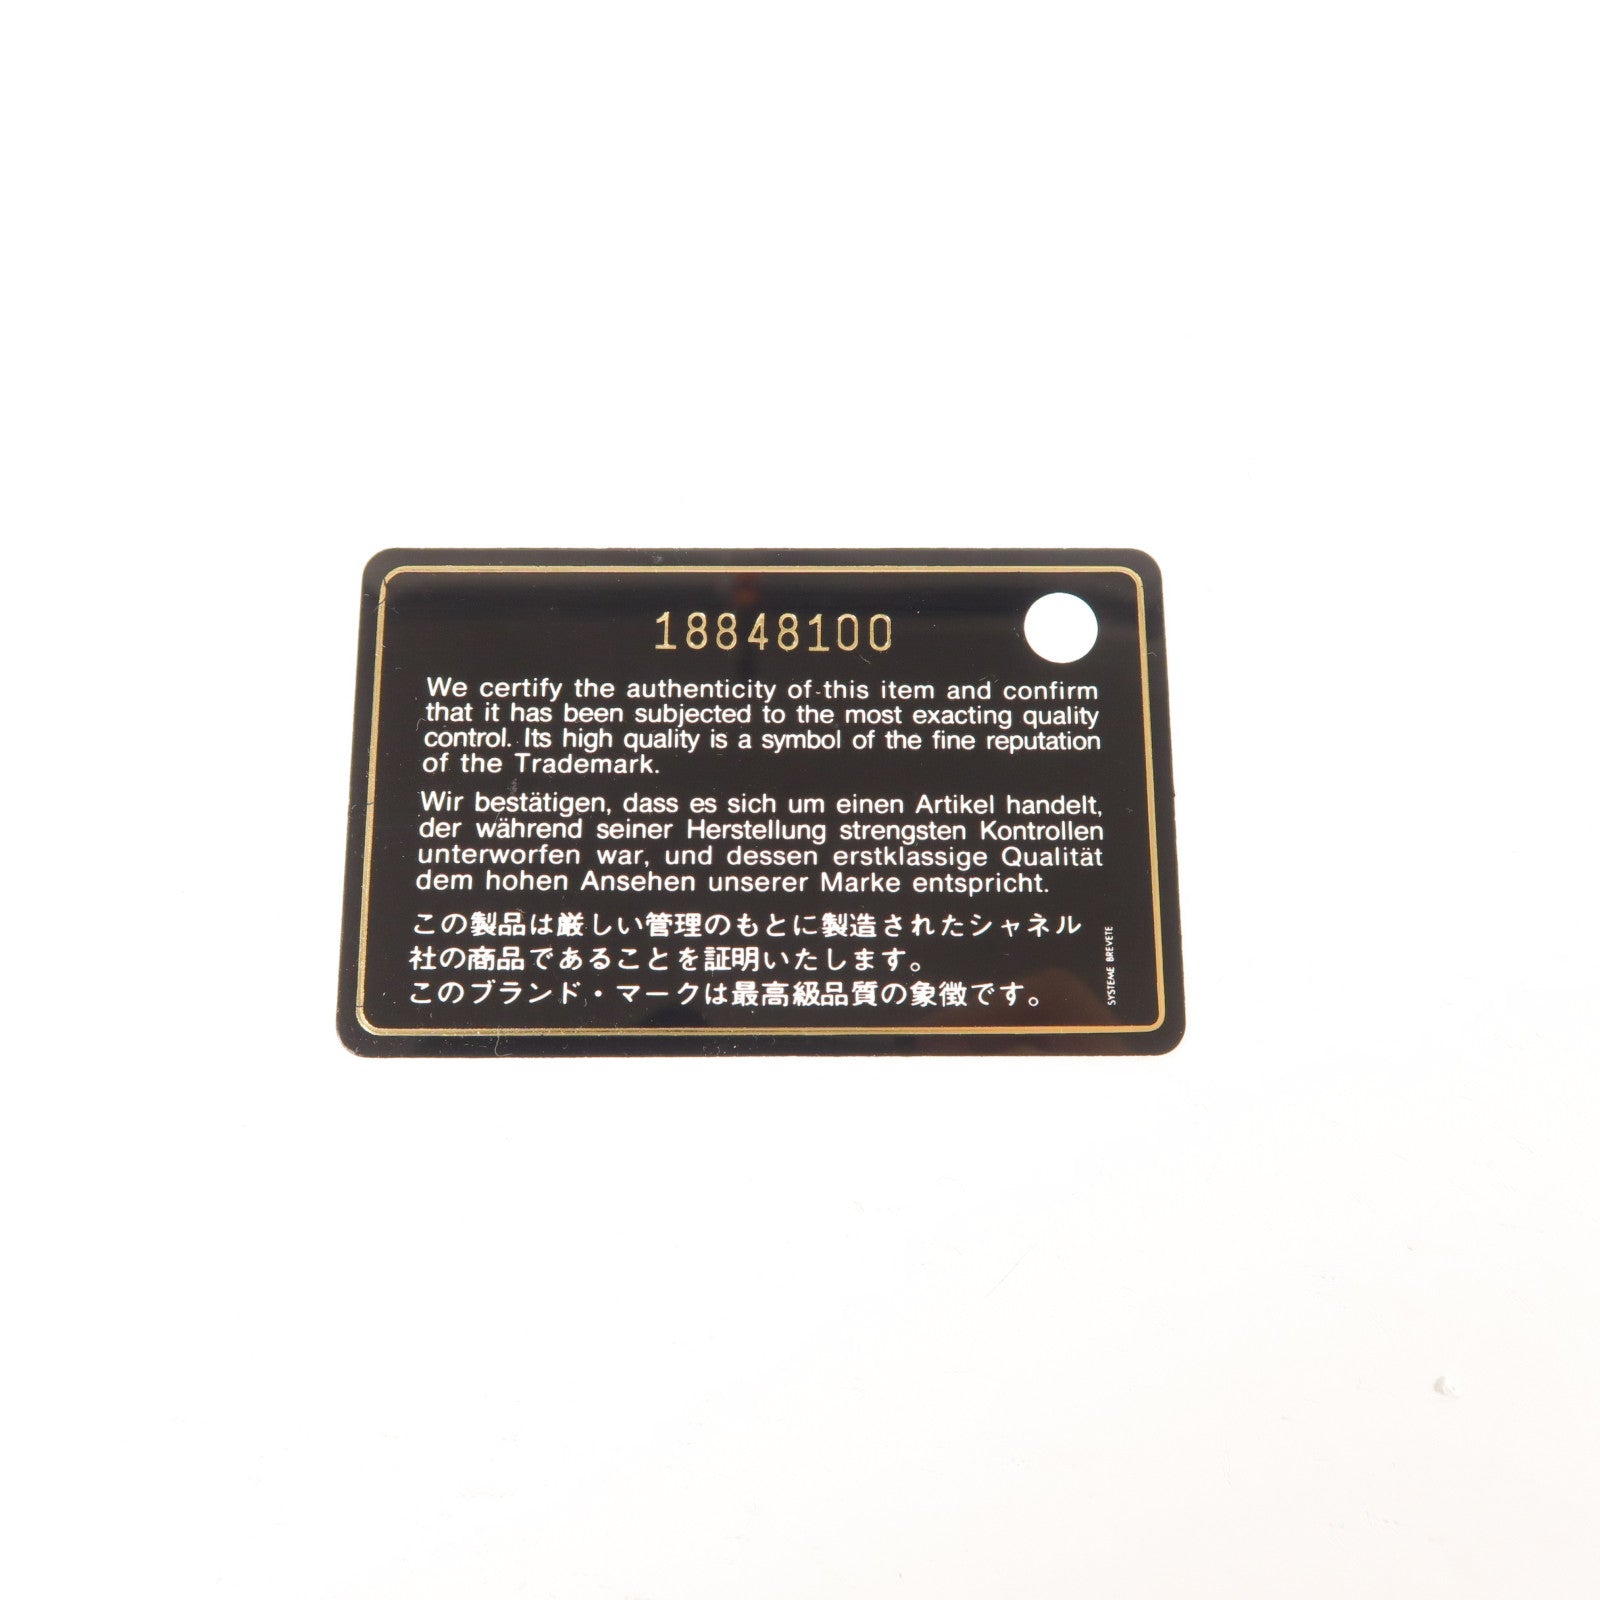 18848100
We certify the authenticity of this item and confirm
that it has been subjected to the most exacting quality
control. Its high quality is a symbol of the fine reputation
of the Trademark.
Wir bestätigen, dass es sich um einen Artikel handelt,
der während seiner Herstellung strengsten Kontrollen
unterworfen war, und dessen erstklassige Qualität
dem hohen Ansehen unserer Marke entspricht.
この製品は厳しい管理のもとに製造されたシャネル
社の商品であることを証明いたします。
このブランド・マークは最高級品質の象徴です。
SYSTEME BREVETE